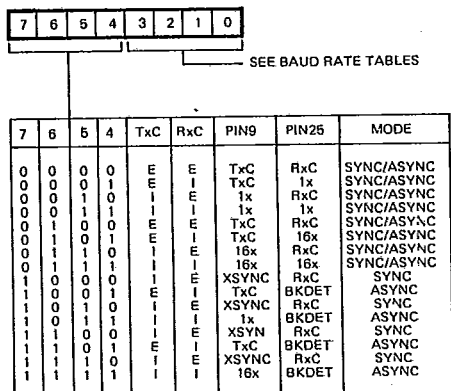 7 6 5 4 3 2 1 0
SEE BAUD RATE TABLES
7 6 5 4 TxC RxC PIN9 PIN25 MODE
0 0 0 0 E E TxC RxC SYNC/ASYNC
0 0 0 1 E I TxC 1x SYNC/ASYNC
0 0 1 0 I E 1x RxC SYNC/ASYNC
0 0 1 1 I I 1x 1x SYNC/ASYNC
0 1 0 0 E E TxC RxC SYNC/ASYNC
0 1 0 1 E I TxC 16x SYNC/ASYNC
0 1 1 0 I E 16x RxC SYNC/ASYNC
0 1 1 1 I I 16x 16x SYNC/ASYNC
1 0 0 0 I E XSYNC RxC SYNC
1 0 0 1 E I TxC BKDET ASYNC
1 0 1 0 I E XSYNC RxC SYNC
1 0 1 1 I I 1x BKDET ASYNC
1 1 0 0 I E XSYN RxC SYNC
1 1 0 1 E I TxC BKDET ASYNC
1 1 1 0 I E XSYNC RxC SYNC
1 1 1 1 I I 16x BKDET ASYNC